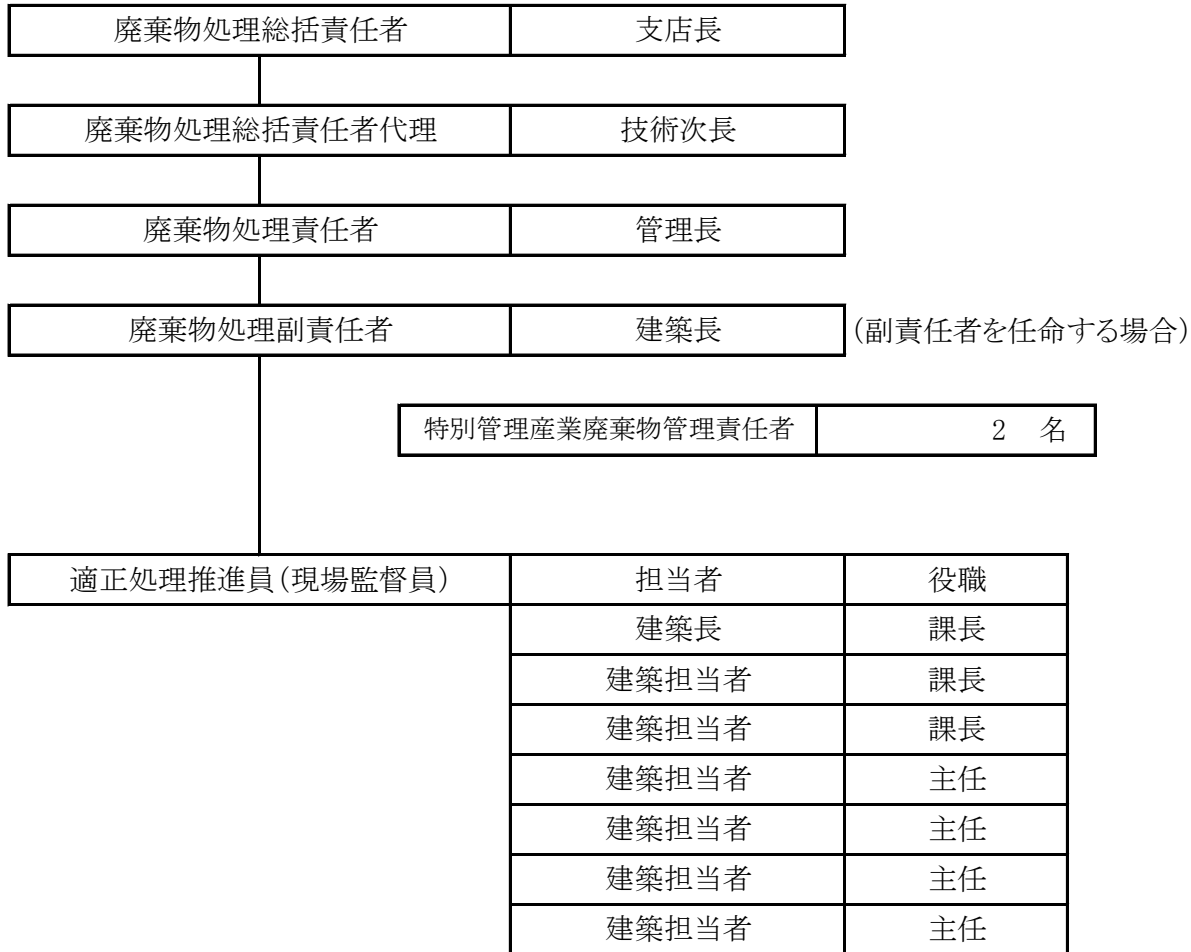 廃棄物処理総括責任者 支店長
廃棄物処理総括責任者代理 技術次長
廃棄物処理責任者 管理長
廃棄物処理副責任者 建築長 (副責任者を任命する場合)
特別管理産業廃棄物管理責任者 2 名
適正処理推進員(現場監督員) 担当者 役職
建築長 課長
建築担当者 課長
建築担当者 課長
建築担当者 主任
建築担当者 主任
建築担当者 主任
建築担当者 主任